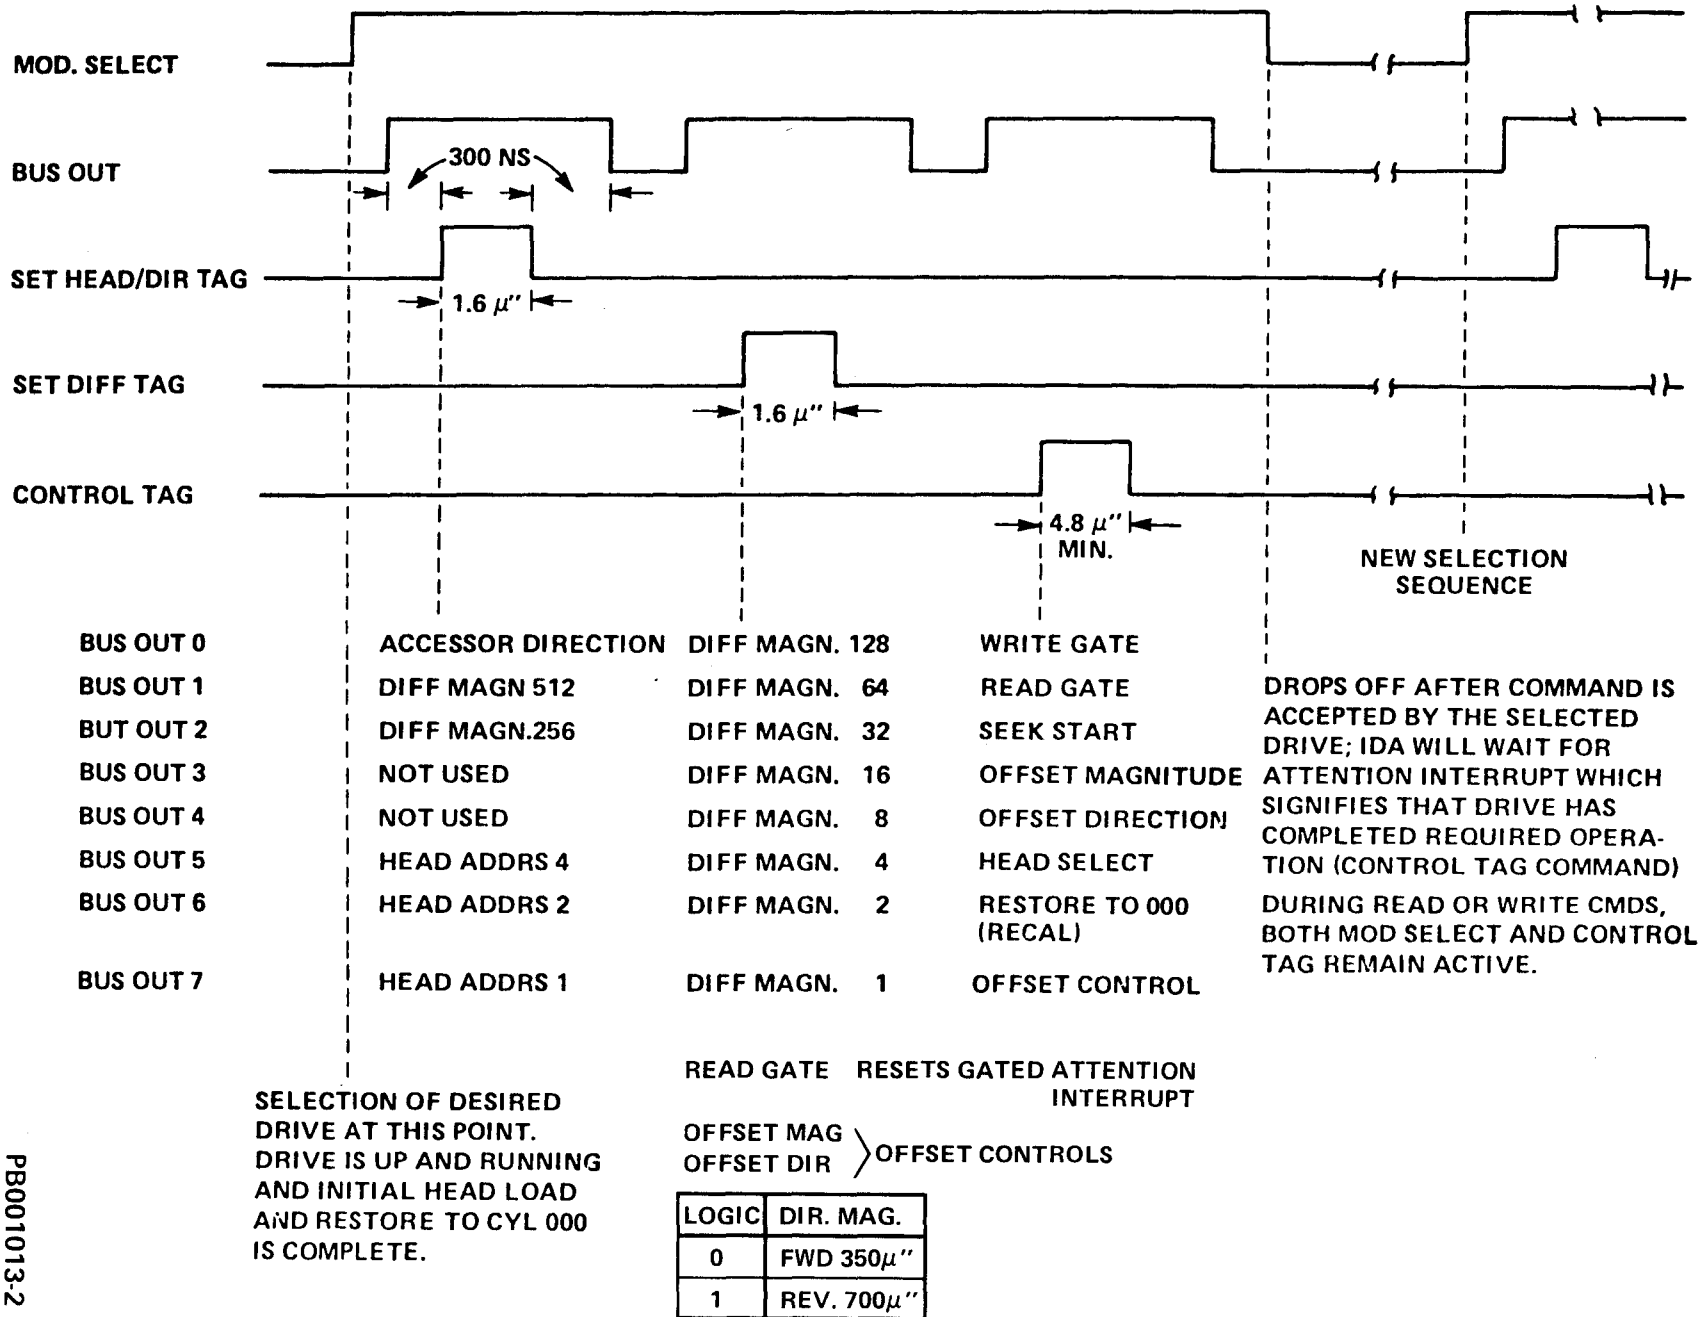 MOD. SELECT
BUS OUT
300 NS
SET HEAD/DIR TAG
1.6 μ''
SET DIFF TAG
1.6 μ''
CONTROL TAG
4.8 μ''
MIN.
NEW SELECTION
SEQUENCE
BUS OUT 0 ACCESSOR DIRECTION DIFF MAGN. 128 WRITE GATE
BUS OUT 1 DIFF MAGN 512 DIFF MAGN. 64 READ GATE
BUT OUT 2 DIFF MAGN.256 DIFF MAGN. 32 SEEK START
BUS OUT 3 NOT USED DIFF MAGN. 16 OFFSET MAGNITUDE
BUS OUT 4 NOT USED DIFF MAGN. 8 OFFSET DIRECTION
BUS OUT 5 HEAD ADDRS 4 DIFF MAGN. 4 HEAD SELECT
BUS OUT 6 HEAD ADDRS 2 DIFF MAGN. 2 RESTORE TO 000
(RECAL)
BUS OUT 7 HEAD ADDRS 1 DIFF MAGN. 1 OFFSET CONTROL
DROPS OFF AFTER COMMAND IS
ACCEPTED BY THE SELECTED
DRIVE; IDA WILL WAIT FOR
ATTENTION INTERRUPT WHICH
SIGNIFIES THAT DRIVE HAS
COMPLETED REQUIRED OPERA-
TION (CONTROL TAG COMMAND)
DURING READ OR WRITE CMDS,
BOTH MOD SELECT AND CONTROL
TAG REMAIN ACTIVE.
SELECTION OF DESIRED
DRIVE AT THIS POINT.
DRIVE IS UP AND RUNNING
AND INITIAL HEAD LOAD
AND RESTORE TO CYL 000
IS COMPLETE.
READ GATE RESETS GATED ATTENTION
INTERRUPT
OFFSET MAG
OFFSET DIR
OFFSET CONTROLS
LOGIC DIR. MAG.
0 FWD 350μ''
1 REV. 700μ''
PB001013-2